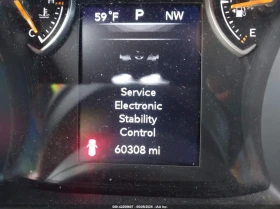 59°F P NW
C
E
Service
Electronic
Stability
Control
60308 mi